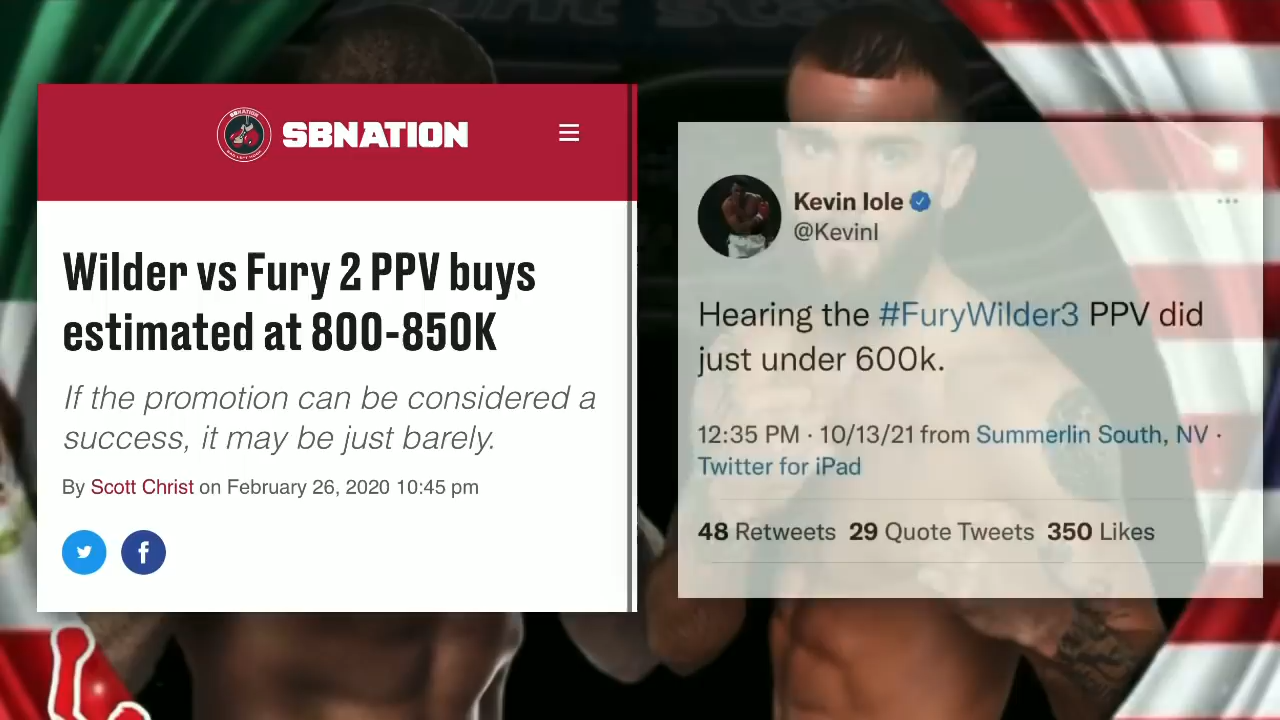 SBNATION
Wilder vs Fury 2 PPV buys
estimated at 800-850K
If the promotion can be considered a
success, it may be just barely.
By Scott Christ on February 26, 2020 10:45 pm
Kevin Iole
@KevinI
Hearing the #FuryWilder3 PPV did
just under 600k.
12:35 PM · 10/13/21 from Summerlin South, NV ·
Twitter for iPad
48 Retweets 29 Quote Tweets 350 Likes